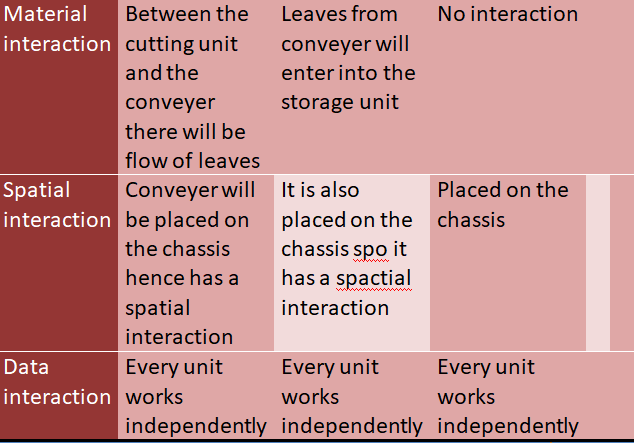 Material
interaction
Between the
cutting unit
and the
conveyer
there will be
flow of leaves
Leaves from
conveyer will
enter into the
storage unit
No interaction
Spatial
interaction
Conveyer will
be placed on
the chassis
hence has a
spatial
interaction
It is also
placed on the
chassis spo it
has a spactial
interaction
Placed on the
chassis
Data
interaction
Every unit
works
independently
Every unit
works
independently
Every unit
works
independently